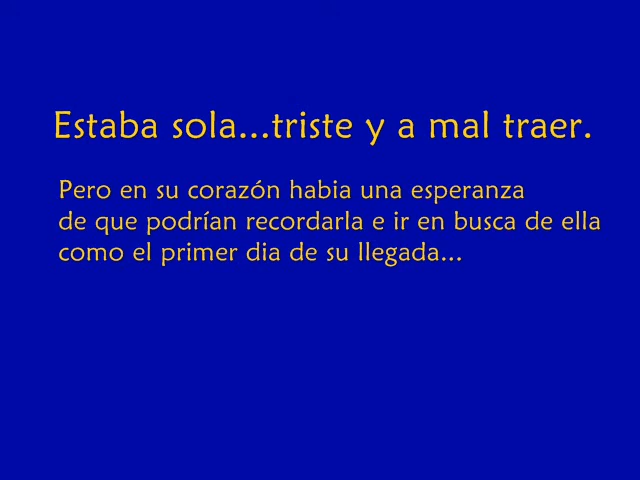 Estaba sola...triste y a mal traer.
Pero en su corazón habia una esperanza
de que podrían recordarla e ir en busca de ella
como el primer dia de su llegada...